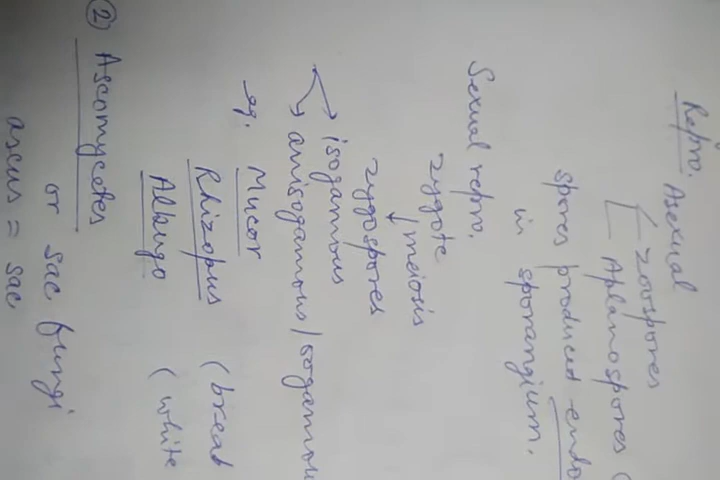 Repro. Asexual
zoospores
Aplanospores (
spores produced endo
in sporangium.
Sexual repro.
zygote
meiosis
zygospores
isogamous
anisogamous/oogamou
eg. Mucor
Rhizopus (bread
Albugo (white
② Ascomycetes
or sac fungi
ascus = sac